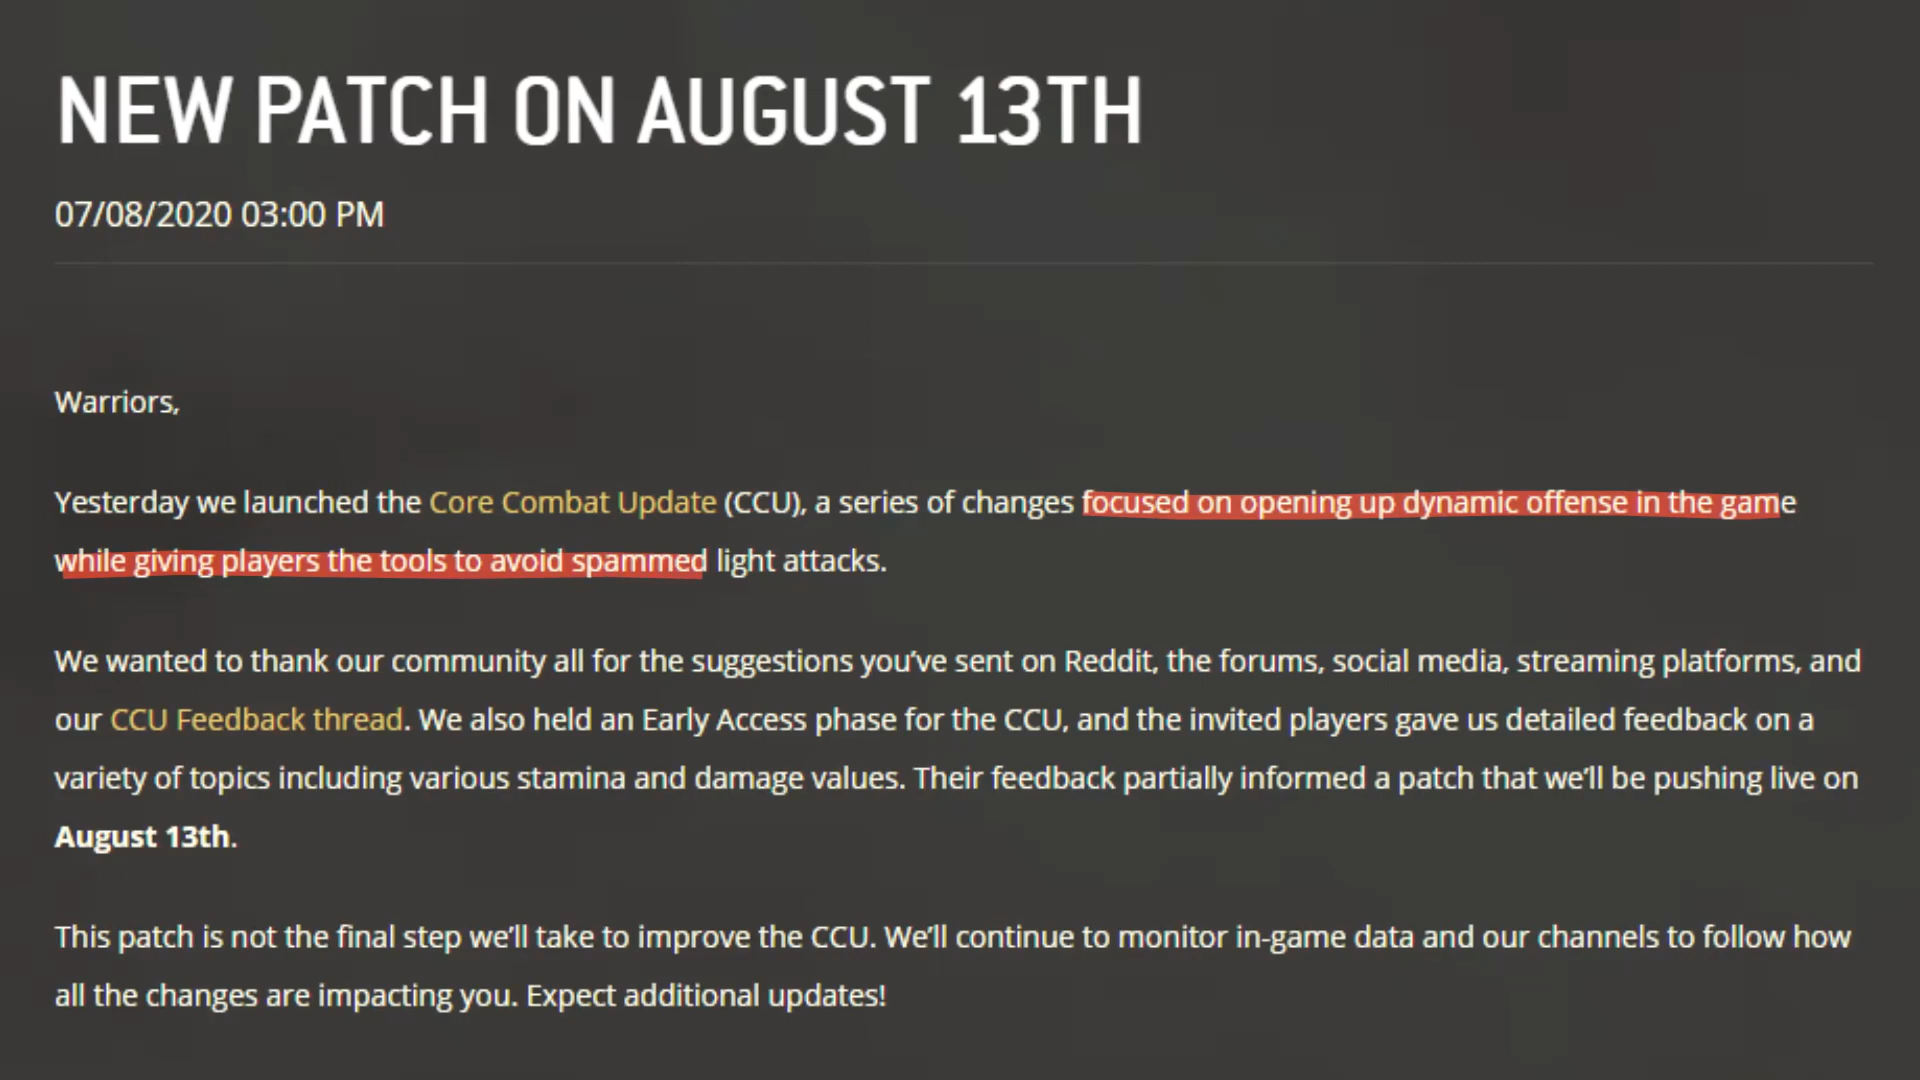 NEW PATCH ON AUGUST 13TH
07/08/2020 03:00 PM
Warriors,
Yesterday we launched the Core Combat Update (CCU), a series of changes focused on opening up dynamic offense in the game
while giving players the tools to avoid spammed light attacks.
We wanted to thank our community all for the suggestions you’ve sent on Reddit, the forums, social media, streaming platforms, and
our CCU Feedback thread. We also held an Early Access phase for the CCU, and the invited players gave us detailed feedback on a
variety of topics including various stamina and damage values. Their feedback partially informed a patch that we’ll be pushing live on
August 13th.
This patch is not the final step we’ll take to improve the CCU. We’ll continue to monitor in-game data and our channels to follow how
all the changes are impacting you. Expect additional updates!